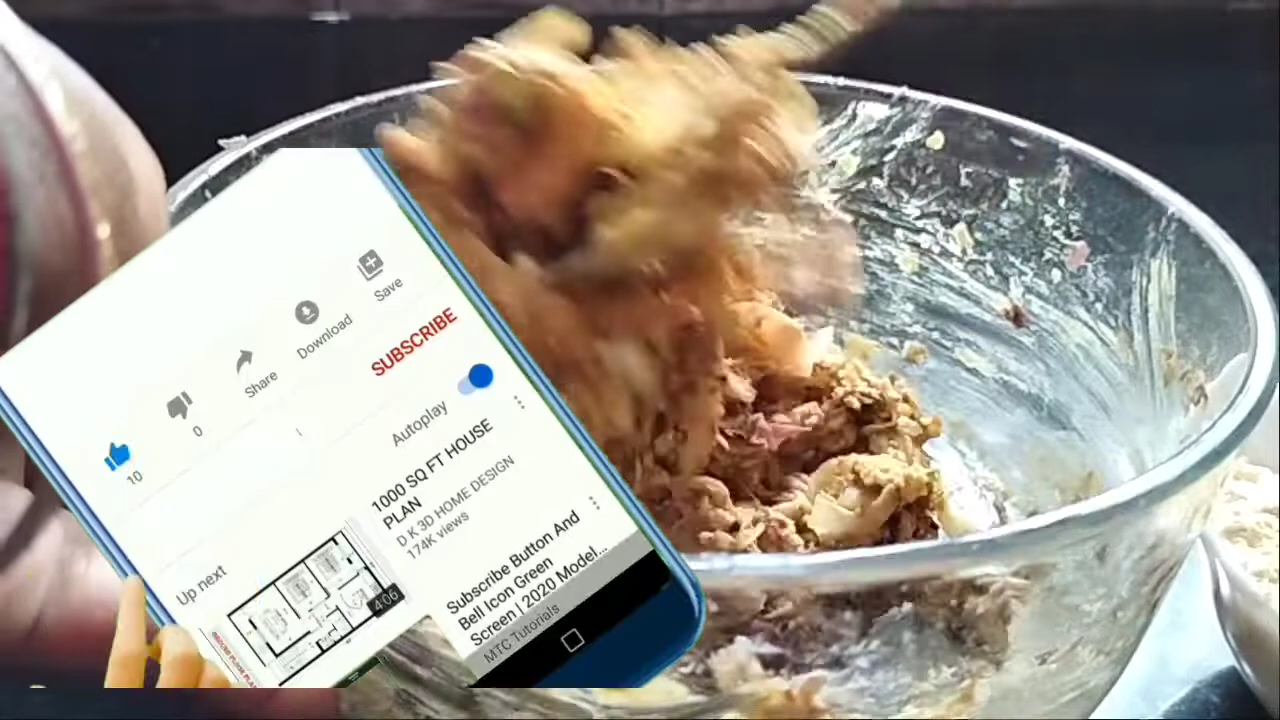 Save
Download
Share
0
10
SUBSCRIBE
Autoplay
1000 SQ FT HOUSE
PLAN
D K 3D HOME DESIGN
174K views
Up next
4:06
Subscribe Button And
Bell Icon Green
Screen | 2020 Model...
MTC Tutorials